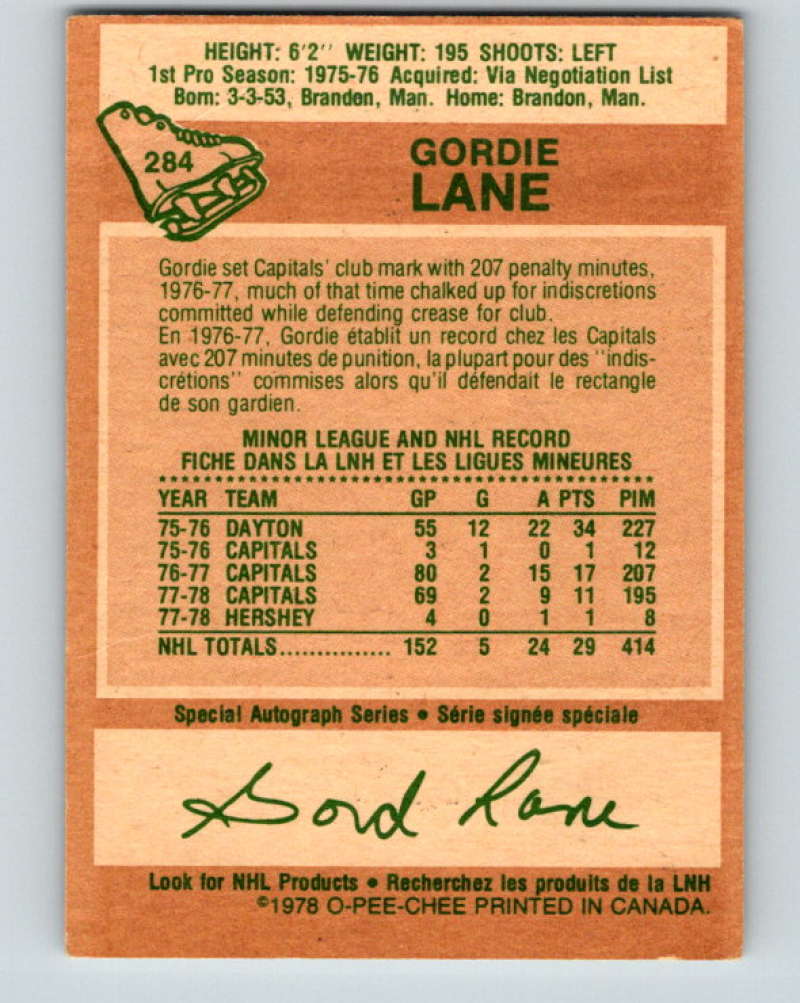 HEIGHT: 6'2'' WEIGHT: 195 SHOOTS: LEFT
1st Pro Season: 1975-76 Acquired: Via Negotiation List
Born: 3-3-53, Branden, Man. Home: Brandon, Man.
284
GORDIE
LANE
Gordie set Capitals' club mark with 207 penalty minutes,
1976-77, much of that time chalked up for indiscretions
committed while defending crease for club.
En 1976-77, Gordie établit un record chez les Capitals
avec 207 minutes de punition, la plupart pour des "indis-
crétions" commises alors qu'il défendait le rectangle
de son gardien.
MINOR LEAGUE AND NHL RECORD
FICHE DANS LA LNH ET LES LIGUES MINEURES
YEAR TEAM GP G A PTS PIM
75-76 DAYTON 55 12 22 34 227
75-76 CAPITALS 3 1 0 1 12
76-77 CAPITALS 80 2 15 17 207
77-78 CAPITALS 69 2 9 11 195
77-78 HERSHEY 4 0 1 1 8
NHL TOTALS............... 152 5 24 29 414
Special Autograph Series • Série signée spéciale
Gord Lane
Look for NHL Products • Recherchez les produits de la LNH
©1978 O-PEE-CHEE PRINTED IN CANADA.